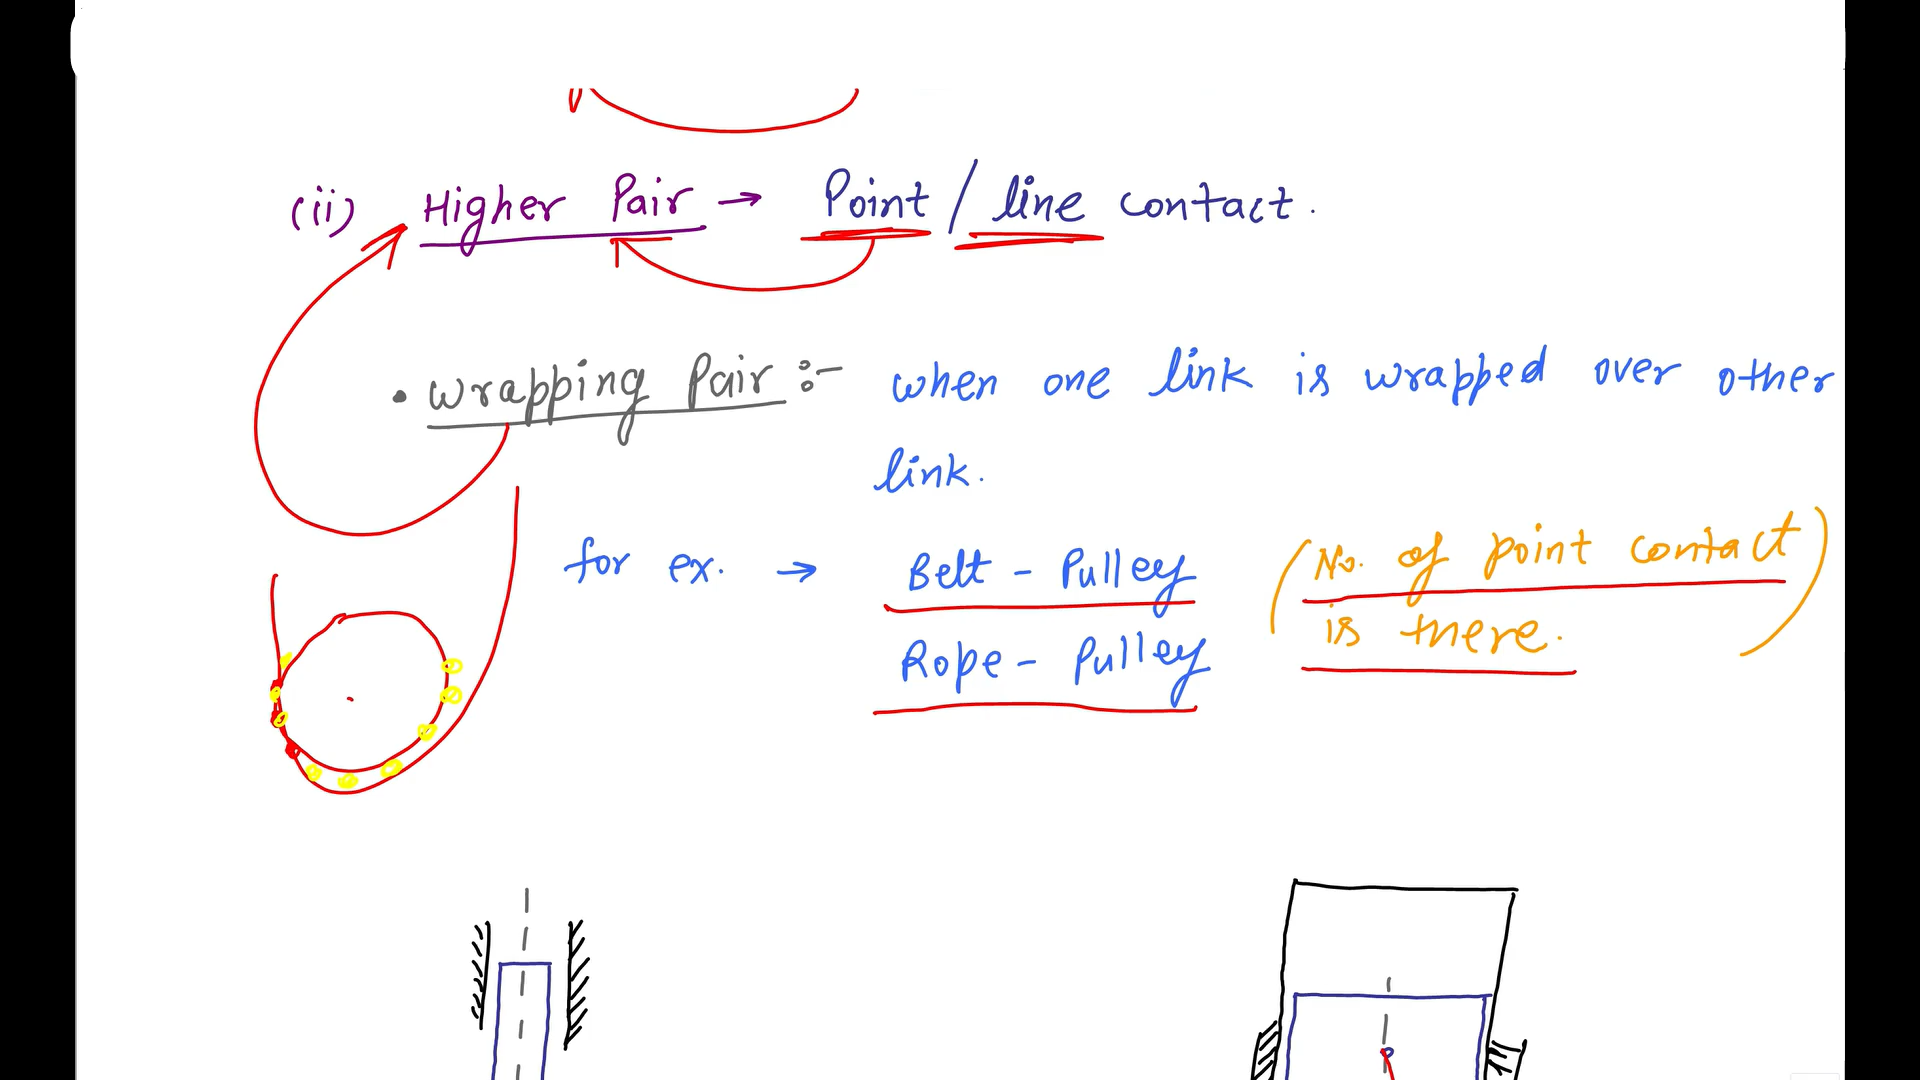 (ii) Higher Pair → Point / line contact.
• wrapping Pair :- when one link is wrapped over other
link.
for ex. → Belt - Pulley (No. of point contact
Rope - Pulley is there.)